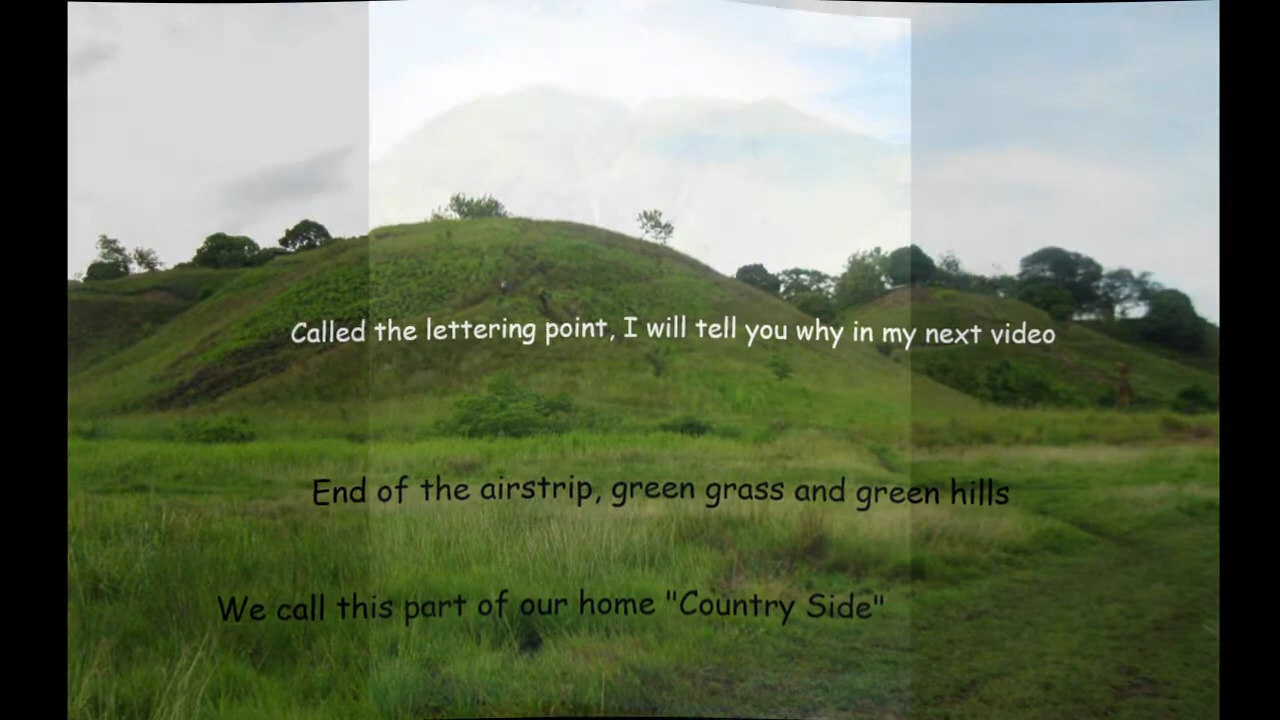 Called the lettering point, I will tell you why in my next video
End of the airstrip, green grass and green hills
We call this part of our home "Country Side"